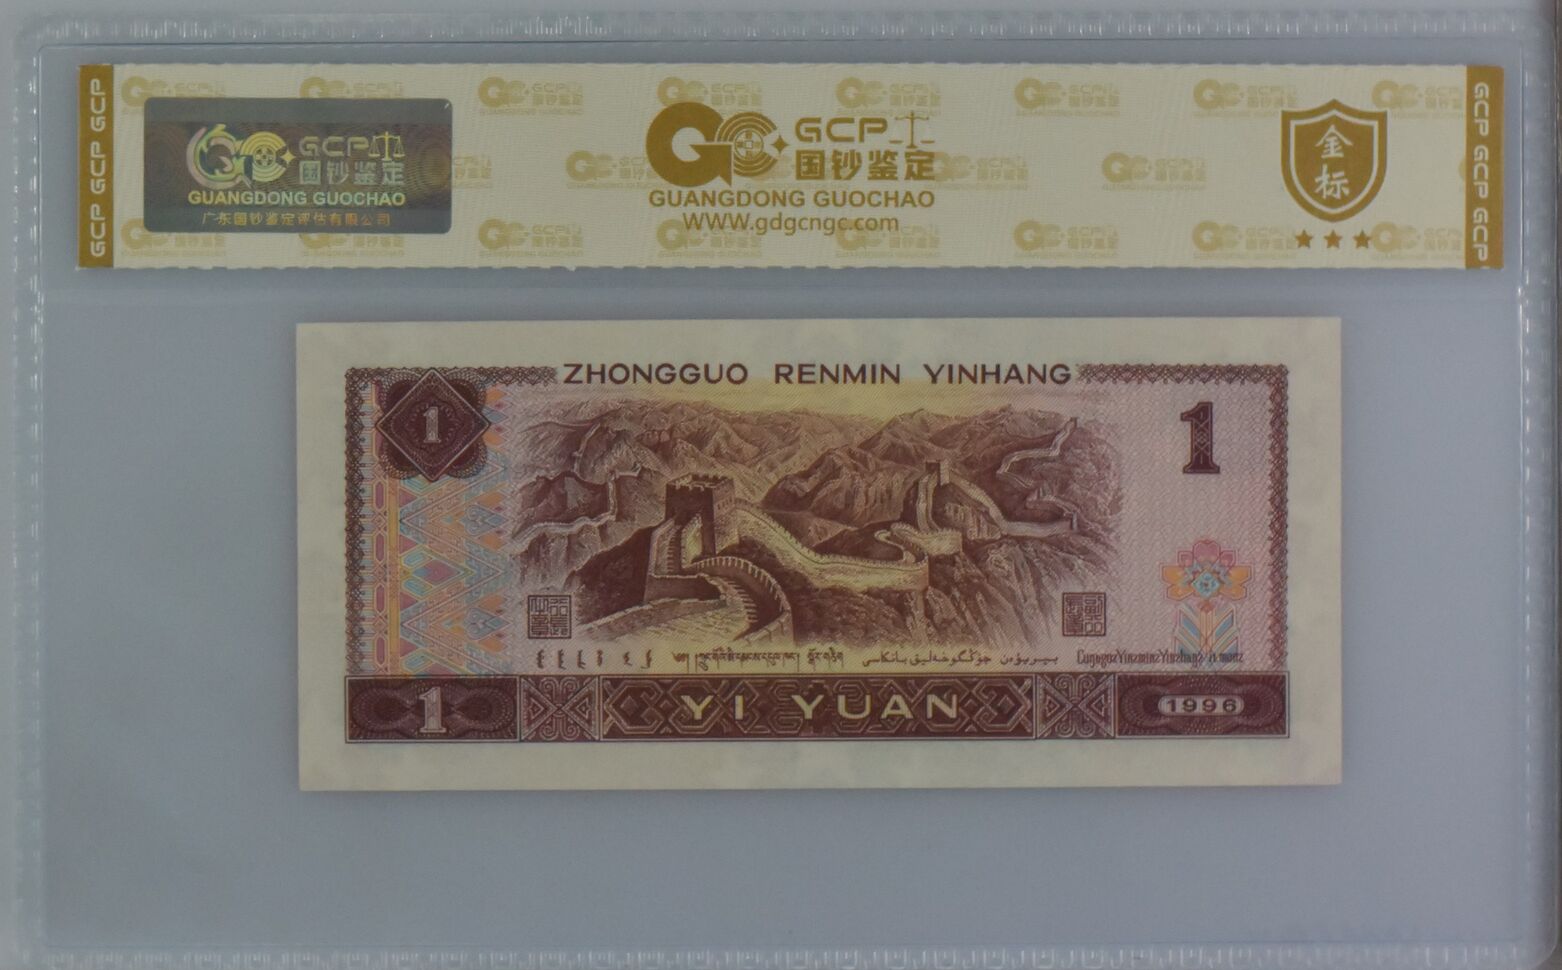 GCP GCP GCP
GCP
国钞鉴定
GUANGDONG GUOCHAO
广东国钞鉴定评估有限公司
GCP
国钞鉴定
GUANGDONG GUOCHAO
WWW.gdgcngc.com
金标
GCP GCP GCP
ZHONGGUO RENMIN YINHANG
1
1
1
YI YUAN
1996